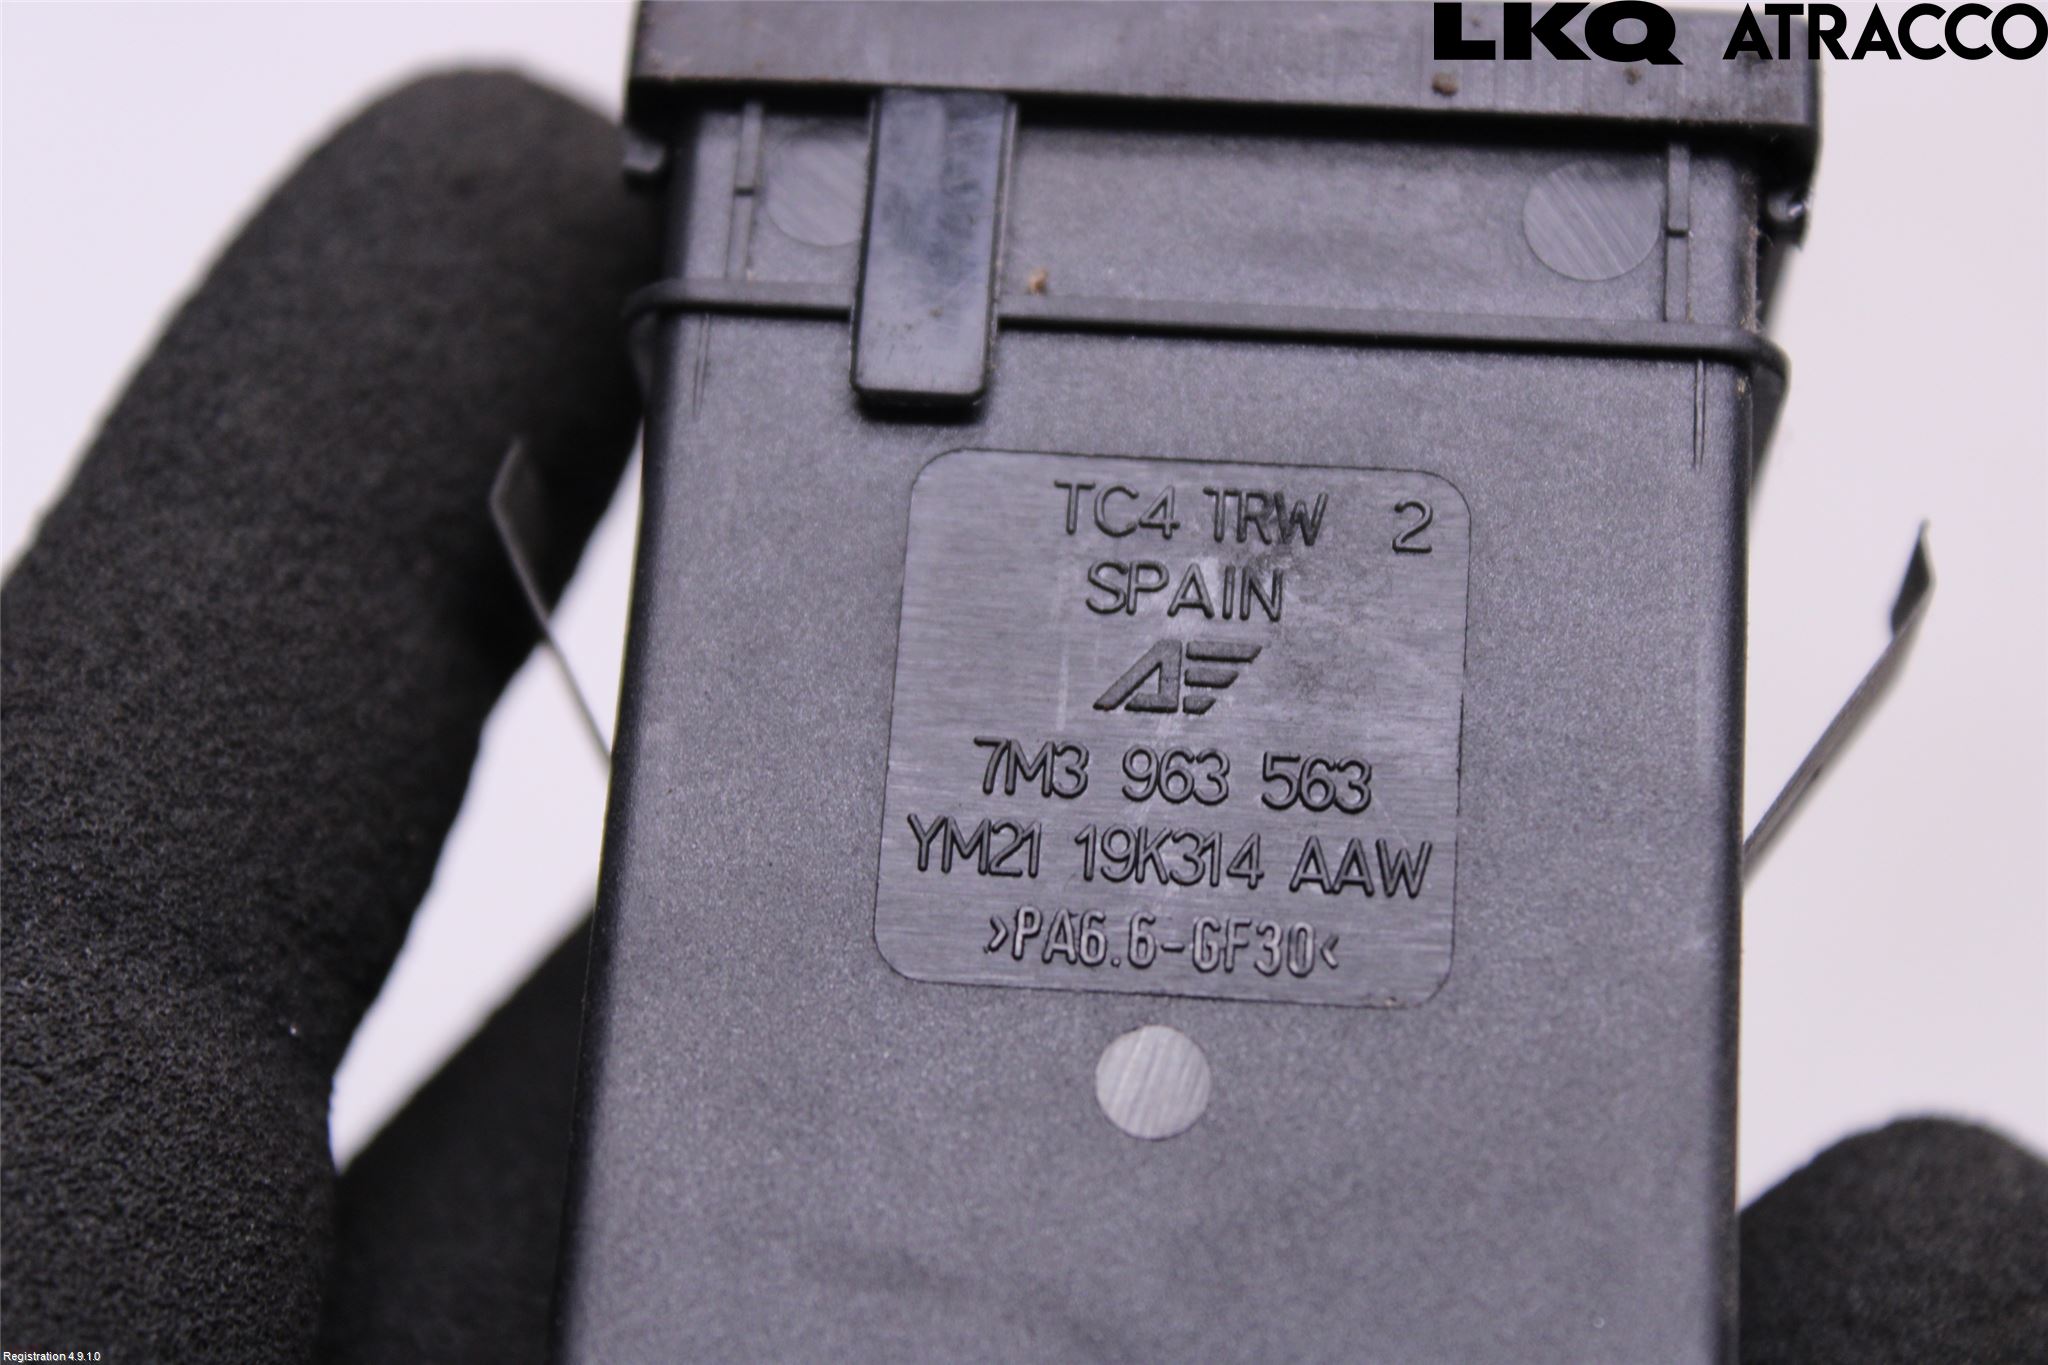 LKQ ATRACCO
TC4 TRW 2
SPAIN
7M3 963 563
YM21 19K314 AAW
>PA6.6-GF30<
Registration 4.9.1.0